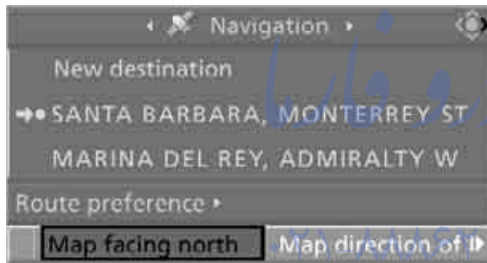 Navigation
New destination
SANTA BARBARA, MONTERREY ST
MARINA DEL REY, ADMIRALTY W
Route preference
Map facing north Map direction of